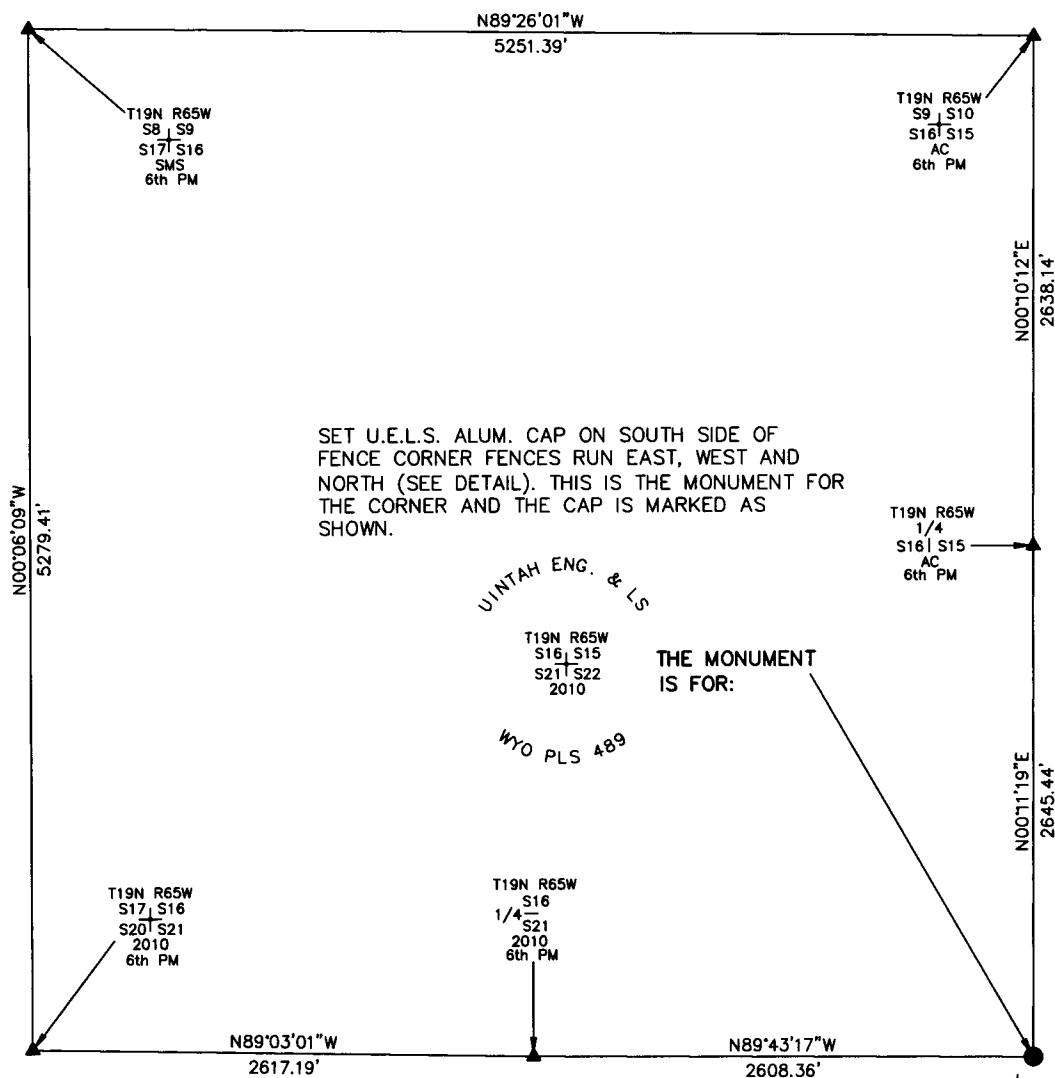 N89°26'01"W
5251.39'
T19N R65W
S8 S9
S17 S16
SMS
6th PM
T19N R65W
S9 S10
S16 S15
AC
6th PM
N00°10'12"E
2638.14'
N00°06'09"W
5279.41'
SET U.E.L.S. ALUM. CAP ON SOUTH SIDE OF
FENCE CORNER FENCES RUN EAST, WEST AND
NORTH (SEE DETAIL). THIS IS THE MONUMENT FOR
THE CORNER AND THE CAP IS MARKED AS
SHOWN.
T19N R65W
1/4
S16 S15
AC
6th PM
UINTAH ENG. & LS
T19N R65W
S16 S15
S21 S22
2010
WYO PLS 489
THE MONUMENT
IS FOR:
N00°11'19"E
2645.44'
T19N R65W
S17 S16
S20 S21
2010
6th PM
T19N R65W
S16
1/4
S21
2010
6th PM
N89°03'01"W
2617.19'
N89°43'17"W
2608.36'